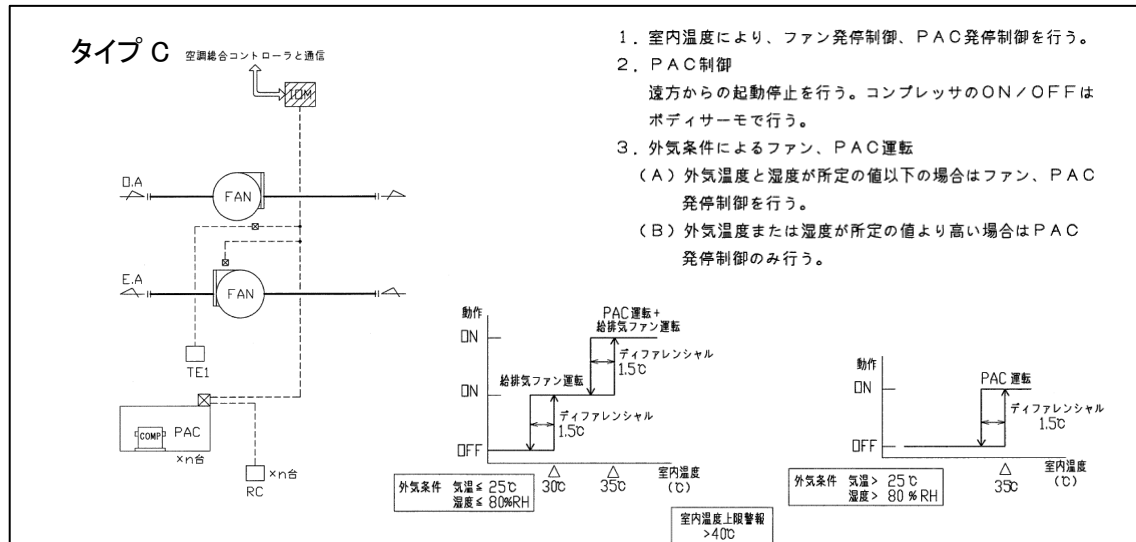 タイプ C
空調総合コントローラと通信
IOM
O.A
FAN
E.A
FAN
TE1
COMP
PAC
×n台
×n台
RC
1. 室内温度により、ファン発停制御、PAC発停制御を行う。
2. PAC制御
遠方からの起動停止を行う。コンプレッサのON/OFFは
ボディサーモで行う。
3. 外気条件によるファン、PAC運転
(A)外気温度と湿度が所定の値以下の場合はファン、PAC
発停制御を行う。
(B)外気温度または湿度が所定の値より高い場合はPAC
発停制御のみ行う。
動作
PAC運転+
給排気ファン運転
ON
ディファレンシャル
1.5℃
給排気ファン運転
ON
ディファレンシャル
1.5℃
OFF
30℃
35℃
室内温度
(℃)
外気条件 気温≦ 25℃
湿度≦ 80%RH
室内温度上限警報
>40℃
動作
PAC 運転
ON
ディファレンシャル
1.5℃
OFF
35℃
室内温度
(℃)
外気条件 気温> 25℃
湿度> 80%RH